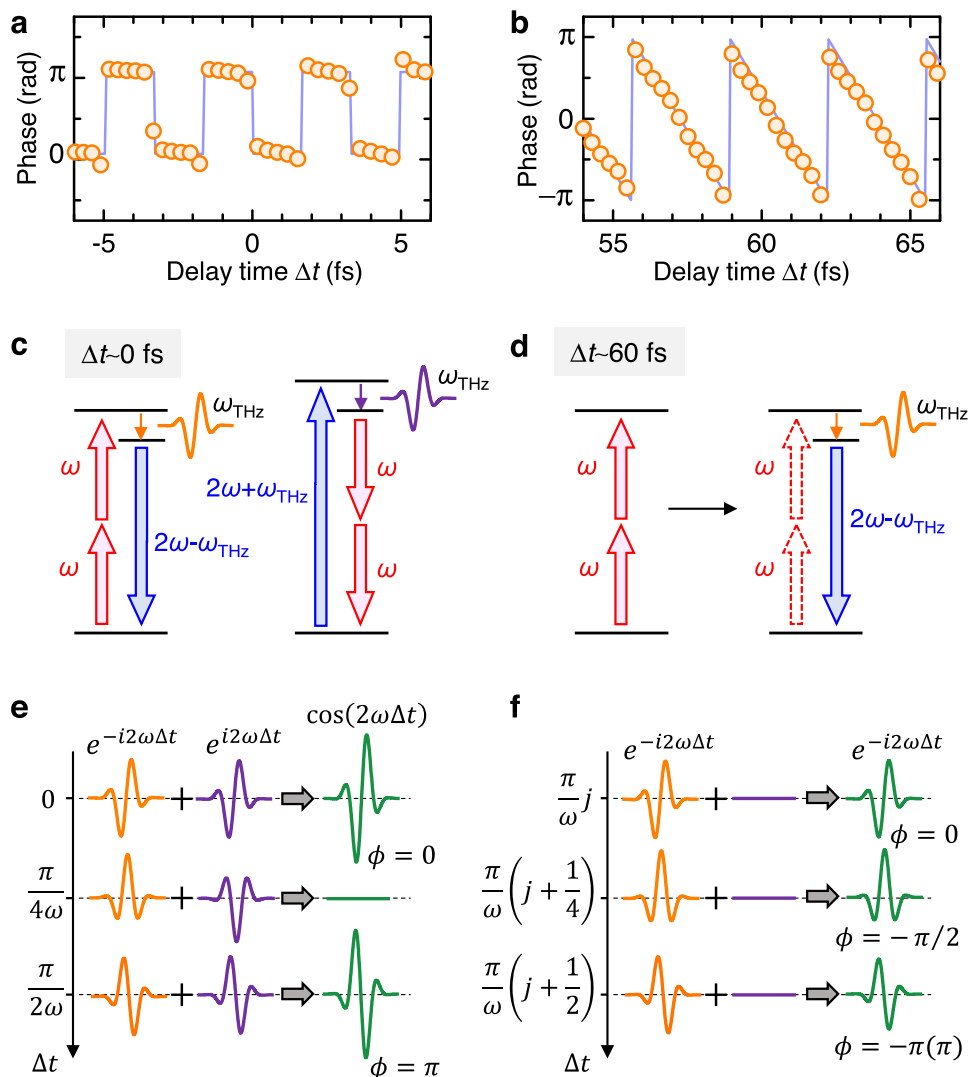 a
Phase (rad)
π
0
-5 0 5
Delay time Δt (fs)
b
Phase (rad)
π
0
−π
55 60 65
Delay time Δt (fs)
c
Δt~0 fs
ω_THz
ω
ω
2ω-ω_THz
2ω+ω_THz
ω_THz
ω
ω
d
Δt~60 fs
ω
ω
ω_THz
ω
ω
2ω-ω_THz
e
e^{−i2ωΔt} e^{i2ωΔt} cos(2ωΔt)
0 +
ϕ = 0
π/4ω +
π/2ω +
Δt ϕ = π
f
e^{−i2ωΔt} e^{−i2ωΔt}
π/ω j +
ϕ = 0
π/ω (j + 1/4) +
ϕ = −π/2
π/ω (j + 1/2) +
Δt ϕ = −π(π)